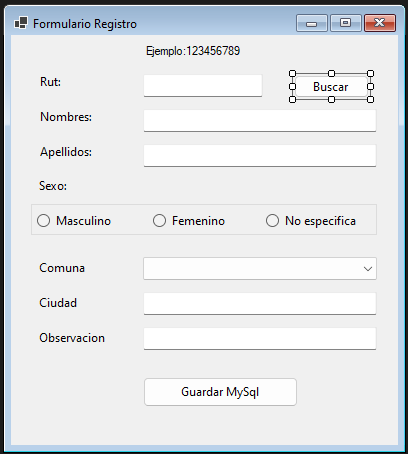 Formulario Registro
Ejemplo:123456789
Rut: Buscar
Nombres:
Apellidos:
Sexo:
Masculino Femenino No especifica
Comuna
Ciudad
Observacion
Guardar MySql